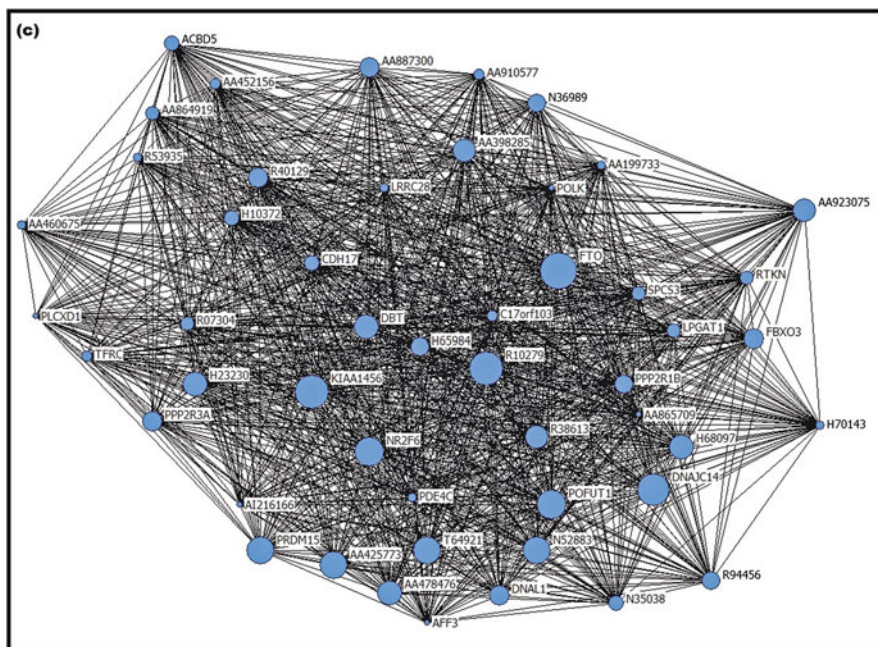 (c)
ACBD5
AA887300
AA910577
AA452156
N36989
AA864919
AA398285
R53935
AA199733
R40129
LRRC28
POLK
AA923075
H10372
AA460675
CDH17
FTO
RTKN
SPCS3
PLCXD1
C17orf103
R07304
DBT
LPGAT1
FBXO3
H65984
TFRC
R10279
H23230
KIAA1456
PPP2R1B
PPP2R3A
AA865709
H70143
R38613
NR2F6
H68097
DNAJC14
PDE4C
POFUT1
AI216166
PRDM15
T64921
N52883
AA425773
R94456
AA478476
DNAL1
N35038
AFF3